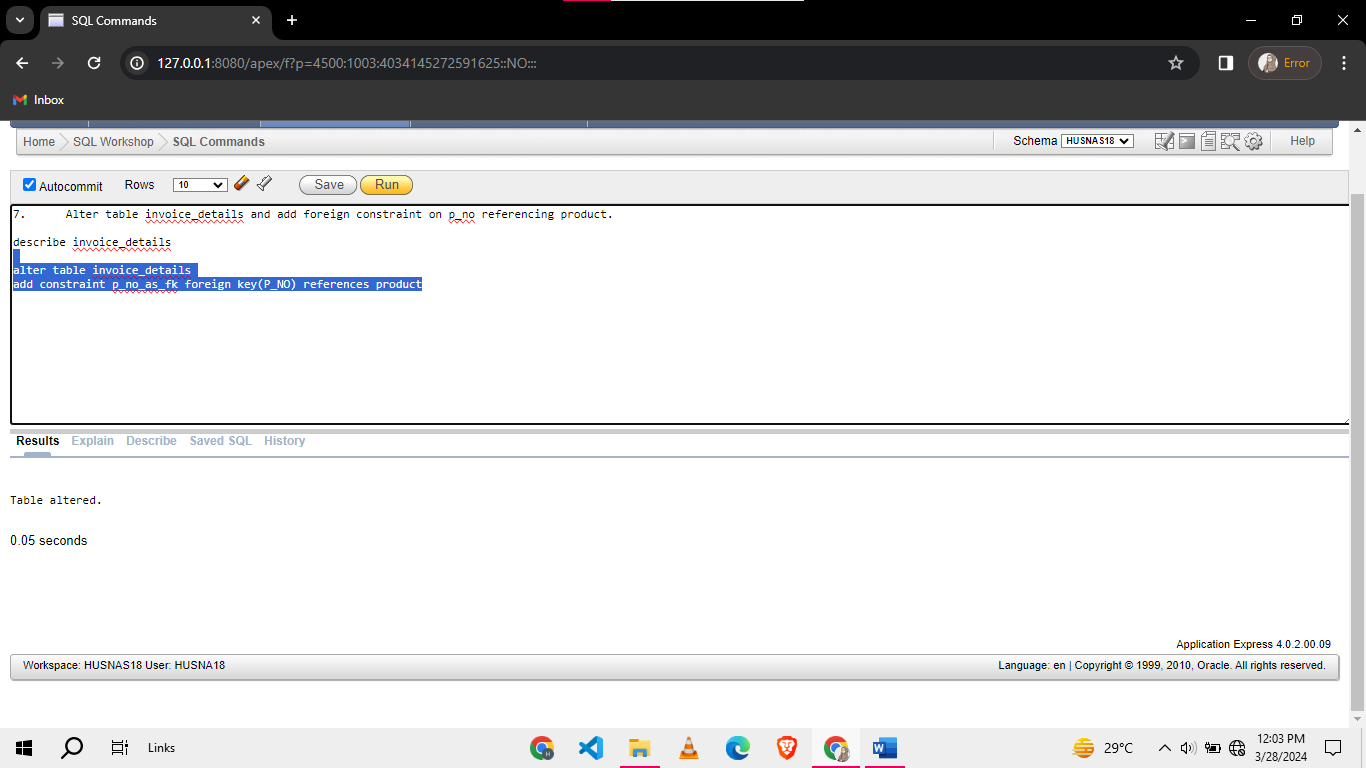 SQL Commands
127.0.0.1:8080/apex/f?p=4500:1003:4034145272591625::NO:::
Error
Inbox
Home SQL Workshop SQL Commands
Schema HUSNAS18 Help
Autocommit Rows 10 Save Run
7. Alter table invoice_details and add foreign constraint on p_no referencing product.
describe invoice_details
alter table invoice_details
add constraint p_no_as_fk foreign key(P_NO) references product
Results Explain Describe Saved SQL History
Table altered.
0.05 seconds
Application Express 4.0.2.00.09
Workspace: HUSNAS18 User: HUSNA18
Language: en | Copyright © 1999, 2010, Oracle. All rights reserved.
Links
29°C
12:03 PM
3/28/2024